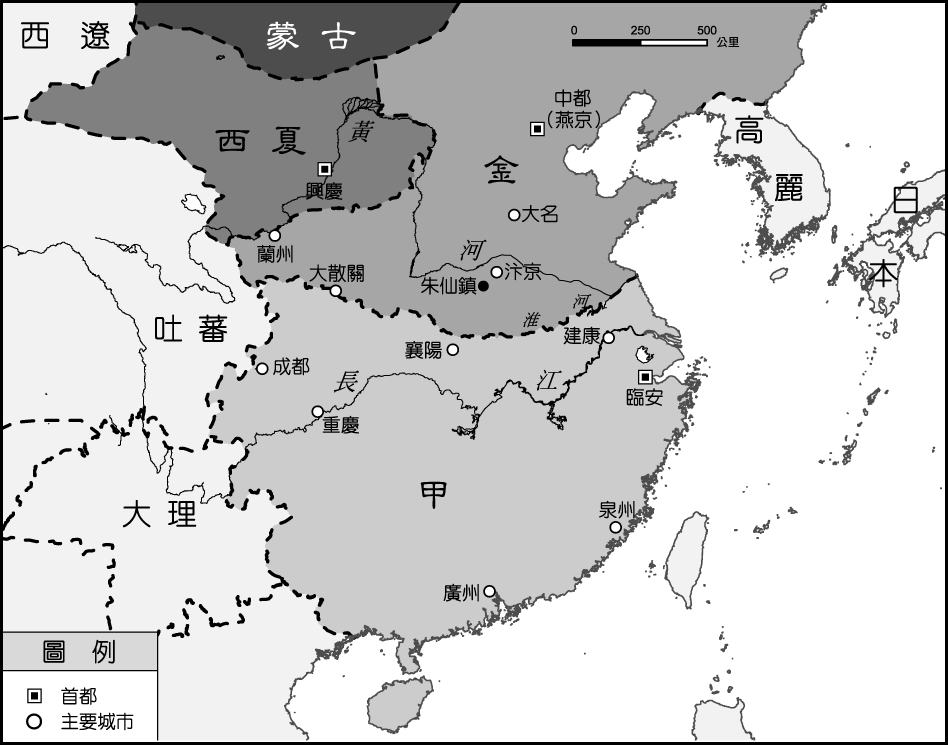 西遼
蒙古
0 250 500 公里
中都
(燕京)
西夏
黃
高
麗
金
興慶
日
大名
蘭州
河
本
大散關
汴京
朱仙鎮
河
淮
吐蕃
建康
襄陽
成都
長
江
臨安
重慶
甲
大理
泉州
廣州
圖例
首都
主要城市